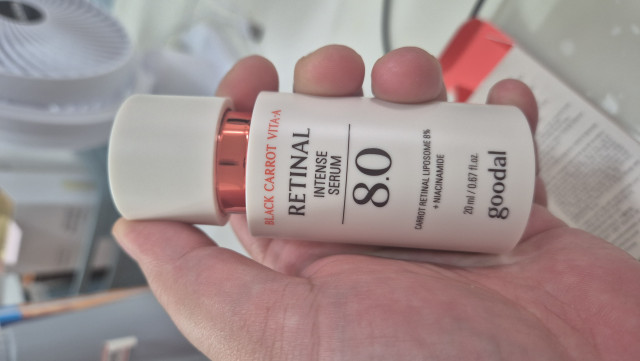 BLACK CARROT VITA·A
RETINAL
INTENSE
SERUM
8.0
CARROT RETINAL LIPOSOME 8%
+ NIACINAMIDE
20 ml / 0.67 fl.oz.
goodal